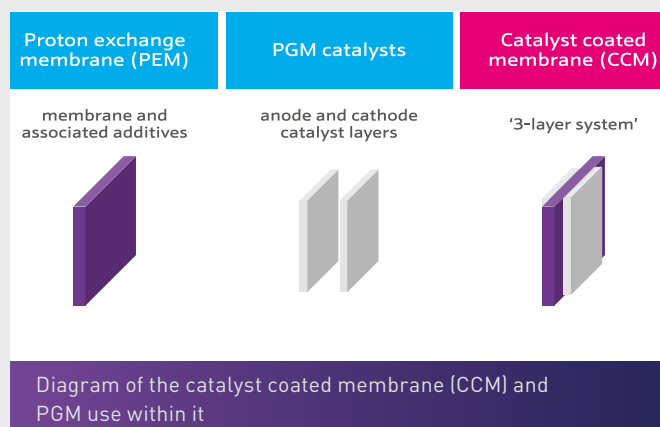 Proton exchange
membrane (PEM)
PGM catalysts
Catalyst coated
membrane (CCM)
membrane and
associated additives
anode and cathode
catalyst layers
‘3-layer system’
Diagram of the catalyst coated membrane (CCM) and
PGM use within it